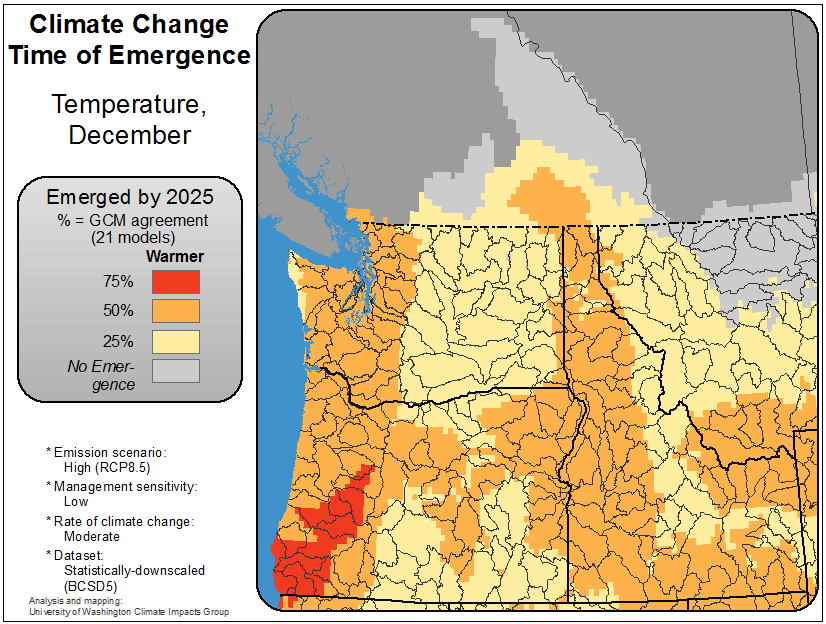 Climate Change
Time of Emergence
Temperature,
December
Emerged by 2025
% = GCM agreement
(21 models)
Warmer
75%
50%
25%
No Emer-
gence
* Emission scenario:
High (RCP8.5)
* Management sensitivity:
Low
* Rate of climate change:
Moderate
* Dataset:
Statistically-downscaled
(BCSD5)
Analysis and mapping:
University of Washington Climate Impacts Group